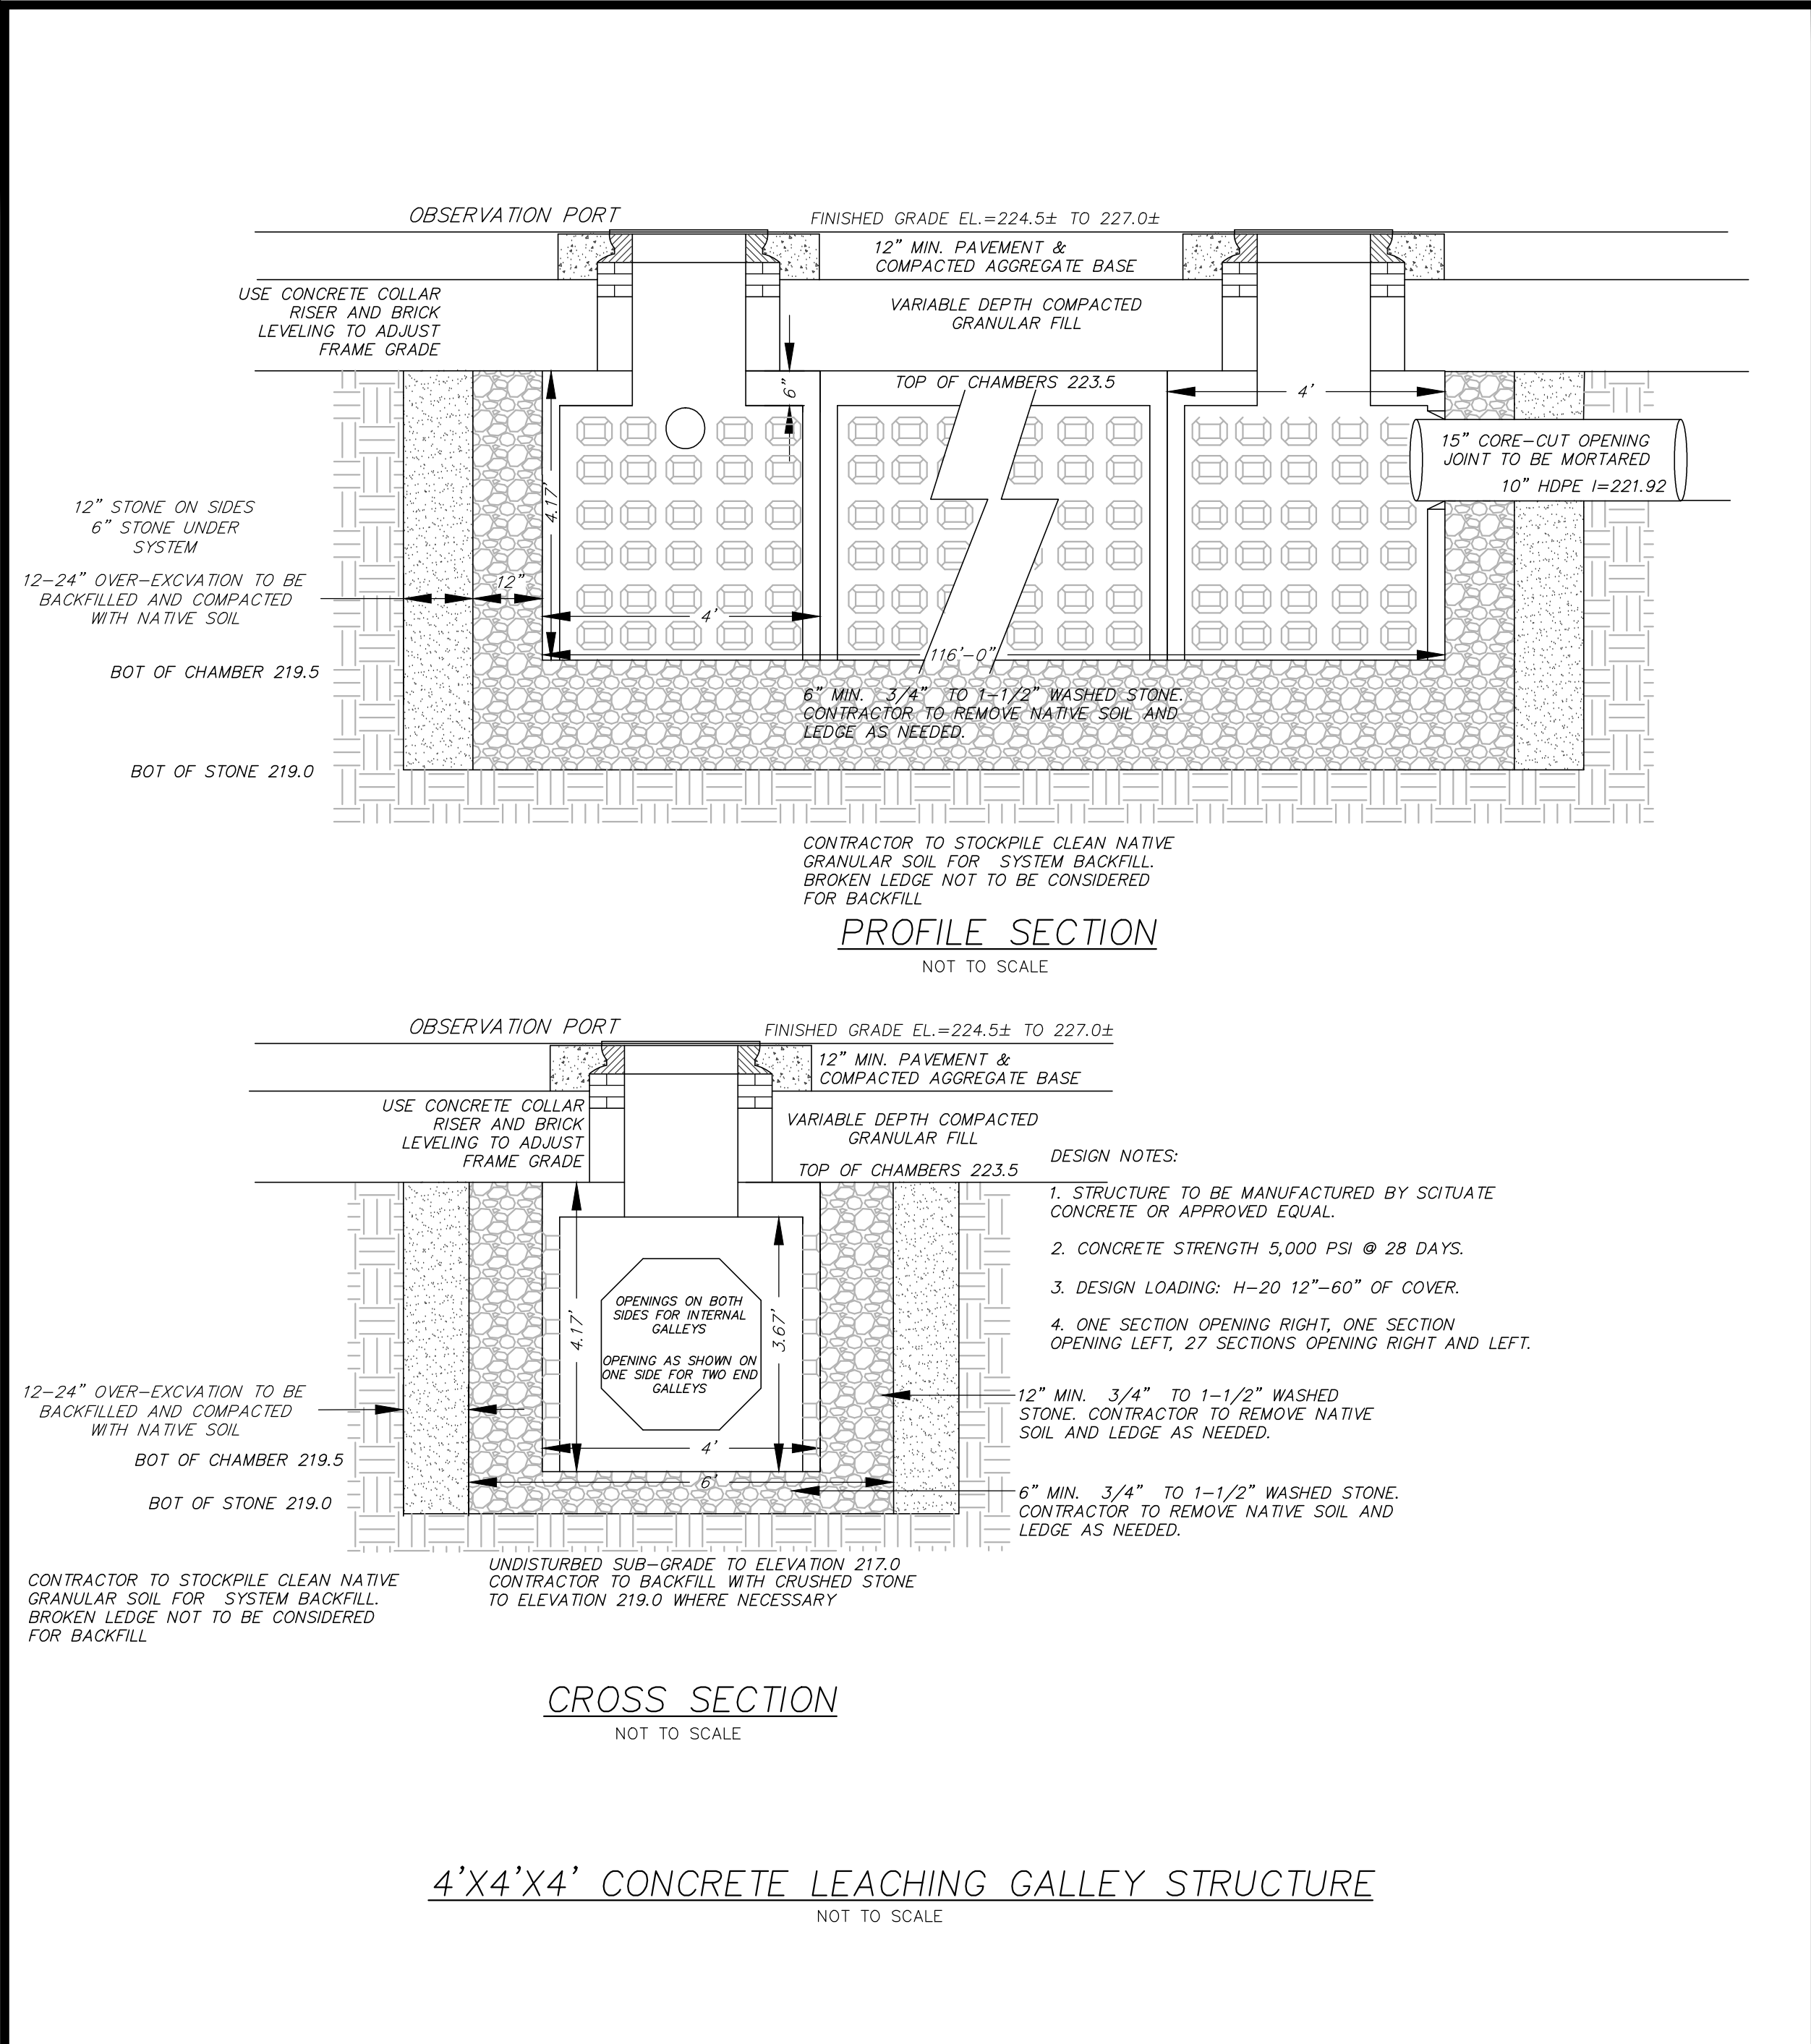 OBSERVATION PORT
FINISHED GRADE EL.=224.5± TO 227.0±
12" MIN. PAVEMENT &
COMPACTED AGGREGATE BASE
USE CONCRETE COLLAR
RISER AND BRICK
LEVELING TO ADJUST
FRAME GRADE
VARIABLE DEPTH COMPACTED
GRANULAR FILL
TOP OF CHAMBERS 223.5
6"
4'
15" CORE-CUT OPENING
JOINT TO BE MORTARED
10" HDPE I=221.92
4.17'
12" STONE ON SIDES
6" STONE UNDER
SYSTEM
12-24" OVER-EXCVATION TO BE
BACKFILLED AND COMPACTED
WITH NATIVE SOIL
12"
4'
116'-0"
BOT OF CHAMBER 219.5
6" MIN. 3/4" TO 1-1/2" WASHED STONE.
CONTRACTOR TO REMOVE NATIVE SOIL AND
LEDGE AS NEEDED.
BOT OF STONE 219.0
CONTRACTOR TO STOCKPILE CLEAN NATIVE
GRANULAR SOIL FOR SYSTEM BACKFILL.
BROKEN LEDGE NOT TO BE CONSIDERED
FOR BACKFILL
PROFILE SECTION
NOT TO SCALE
OBSERVATION PORT
FINISHED GRADE EL.=224.5± TO 227.0±
12" MIN. PAVEMENT &
COMPACTED AGGREGATE BASE
USE CONCRETE COLLAR
RISER AND BRICK
LEVELING TO ADJUST
FRAME GRADE
VARIABLE DEPTH COMPACTED
GRANULAR FILL
TOP OF CHAMBERS 223.5
DESIGN NOTES:
1. STRUCTURE TO BE MANUFACTURED BY SCITUATE
CONCRETE OR APPROVED EQUAL.
2. CONCRETE STRENGTH 5,000 PSI @ 28 DAYS.
3. DESIGN LOADING: H-20 12"-60" OF COVER.
4. ONE SECTION OPENING RIGHT, ONE SECTION
OPENING LEFT, 27 SECTIONS OPENING RIGHT AND LEFT.
4.17'
OPENINGS ON BOTH
SIDES FOR INTERNAL
GALLEYS
OPENING AS SHOWN ON
ONE SIDE FOR TWO END
GALLEYS
3.67'
12-24" OVER-EXCVATION TO BE
BACKFILLED AND COMPACTED
WITH NATIVE SOIL
12" MIN. 3/4" TO 1-1/2" WASHED
STONE. CONTRACTOR TO REMOVE NATIVE
SOIL AND LEDGE AS NEEDED.
4'
BOT OF CHAMBER 219.5
6'
BOT OF STONE 219.0
6" MIN. 3/4" TO 1-1/2" WASHED STONE.
CONTRACTOR TO REMOVE NATIVE SOIL AND
LEDGE AS NEEDED.
UNDISTURBED SUB-GRADE TO ELEVATION 217.0
CONTRACTOR TO BACKFILL WITH CRUSHED STONE
TO ELEVATION 219.0 WHERE NECESSARY
CONTRACTOR TO STOCKPILE CLEAN NATIVE
GRANULAR SOIL FOR SYSTEM BACKFILL.
BROKEN LEDGE NOT TO BE CONSIDERED
FOR BACKFILL
CROSS SECTION
NOT TO SCALE
4'X4'X4' CONCRETE LEACHING GALLEY STRUCTURE
NOT TO SCALE